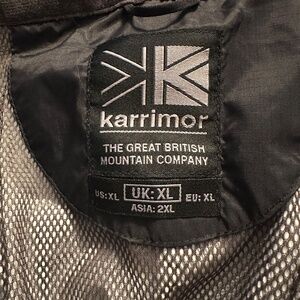 karrimor
THE GREAT BRITISH
MOUNTAIN COMPANY
US: XL UK: XL EU: XL
ASIA: 2XL